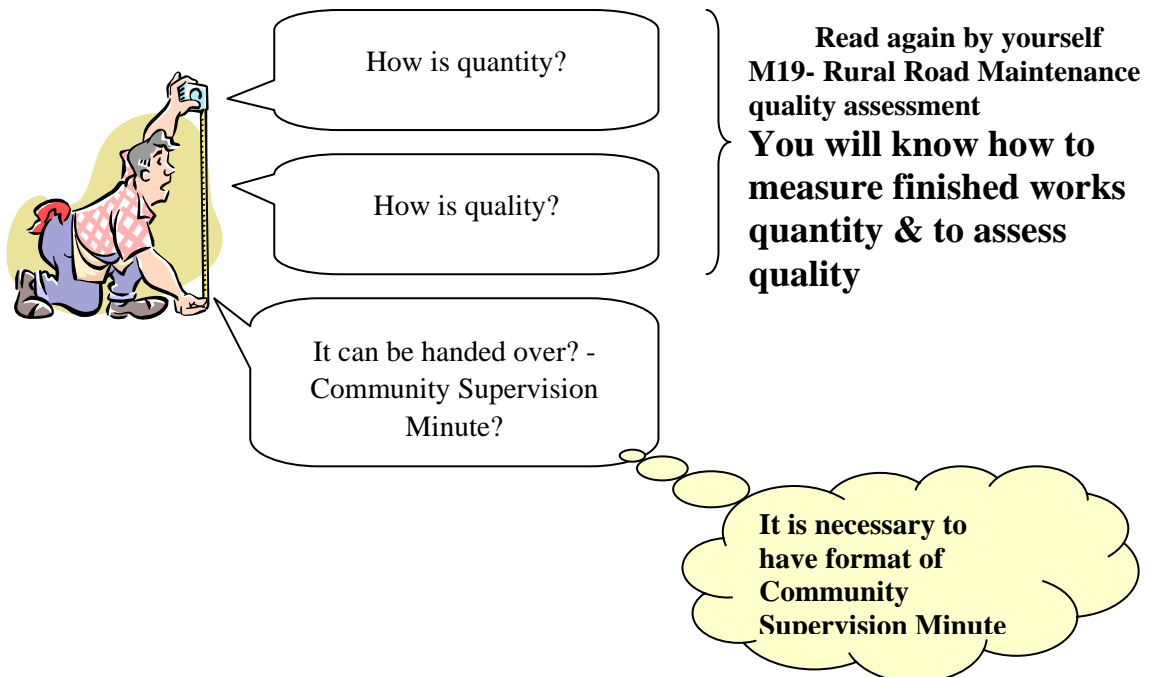 How is quantity?
How is quality?
It can be handed over? -
Community Supervision
Minute?
Read again by yourself
M19- Rural Road Maintenance
quality assessment
You will know how to
measure finished works
quantity & to assess
quality
It is necessary to
have format of
Community
Supervision Minute